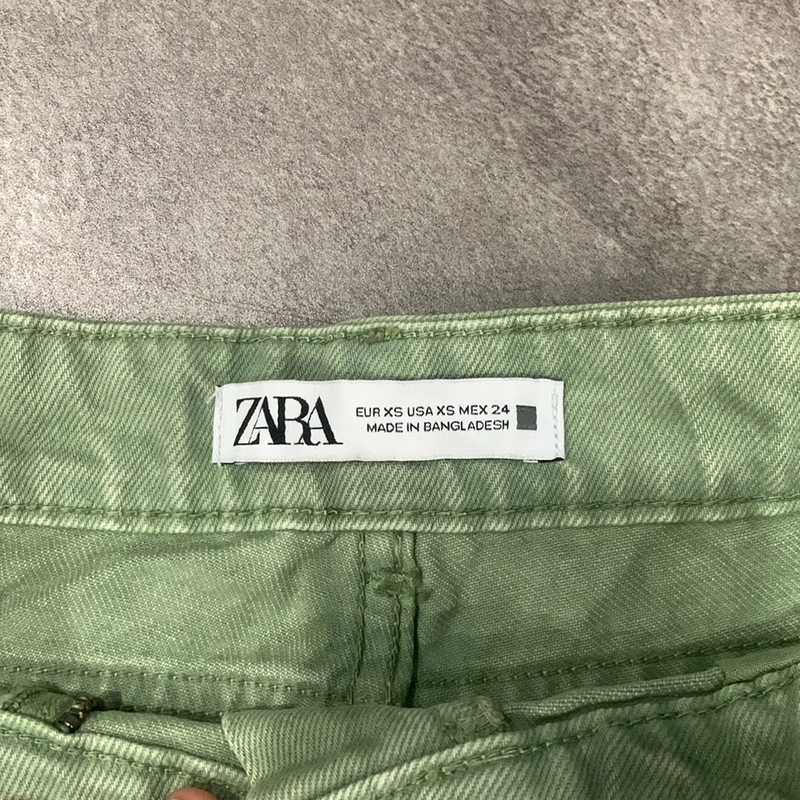 ZARA
EUR XS USA XS MEX 24
MADE IN BANGLADESH